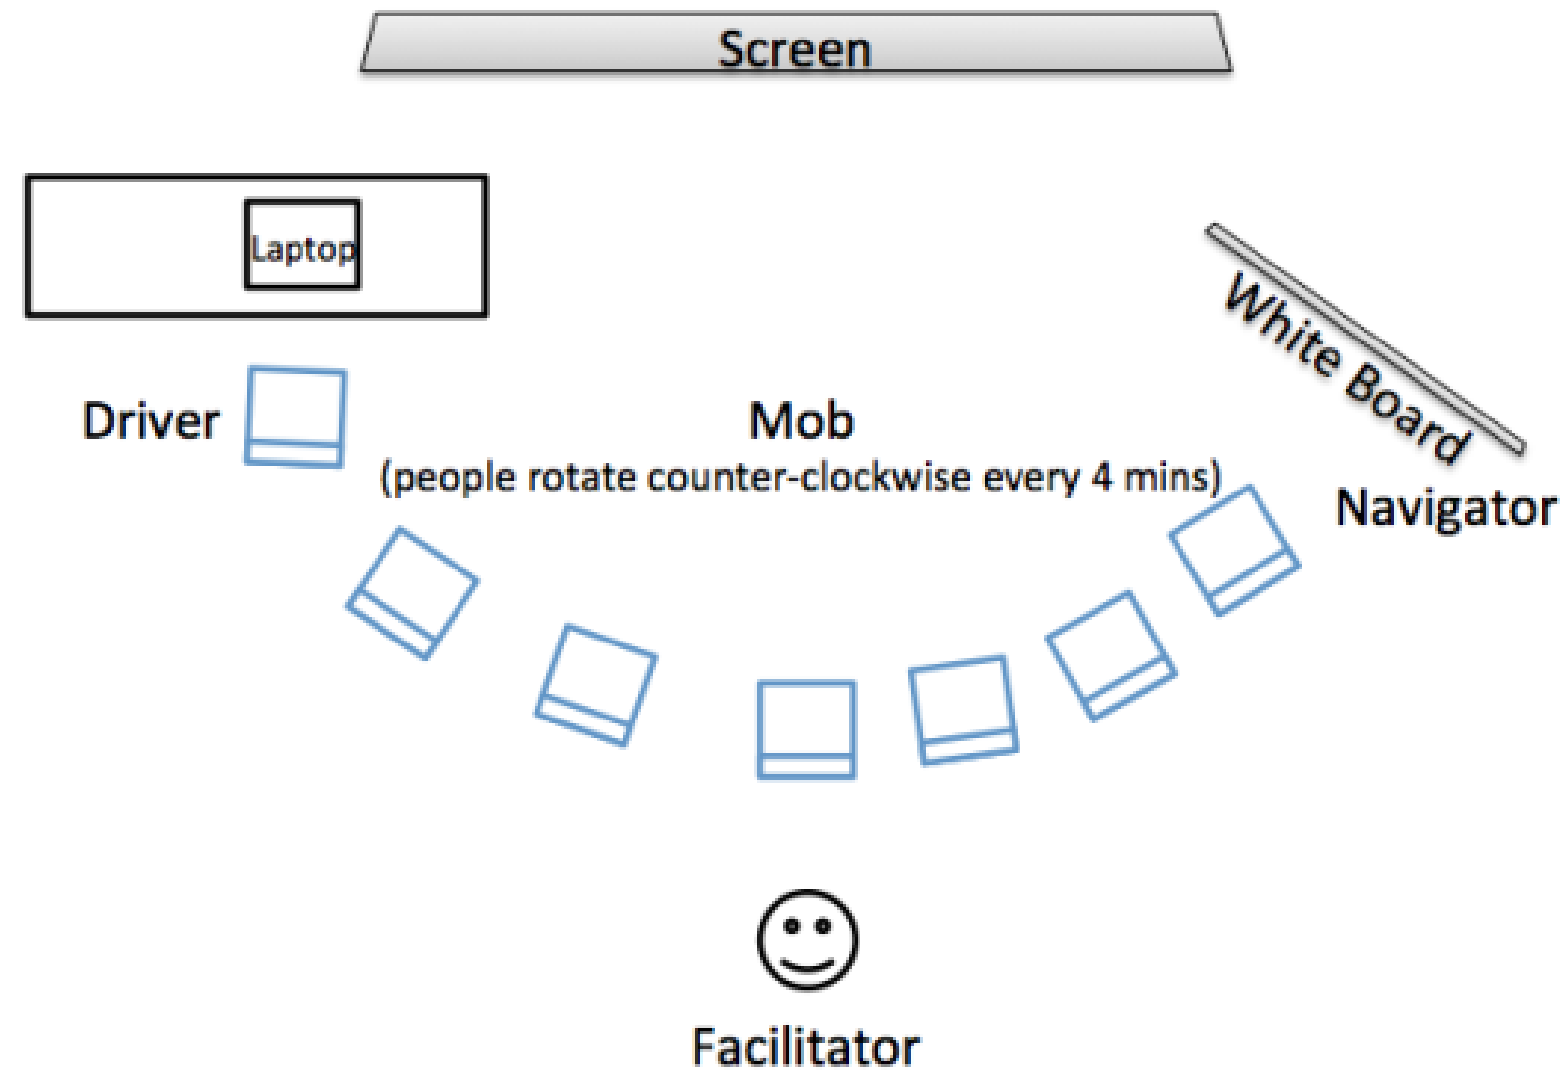 Screen
Laptop
White Board
Driver
Mob
(people rotate counter-clockwise every 4 mins)
Navigator
Facilitator